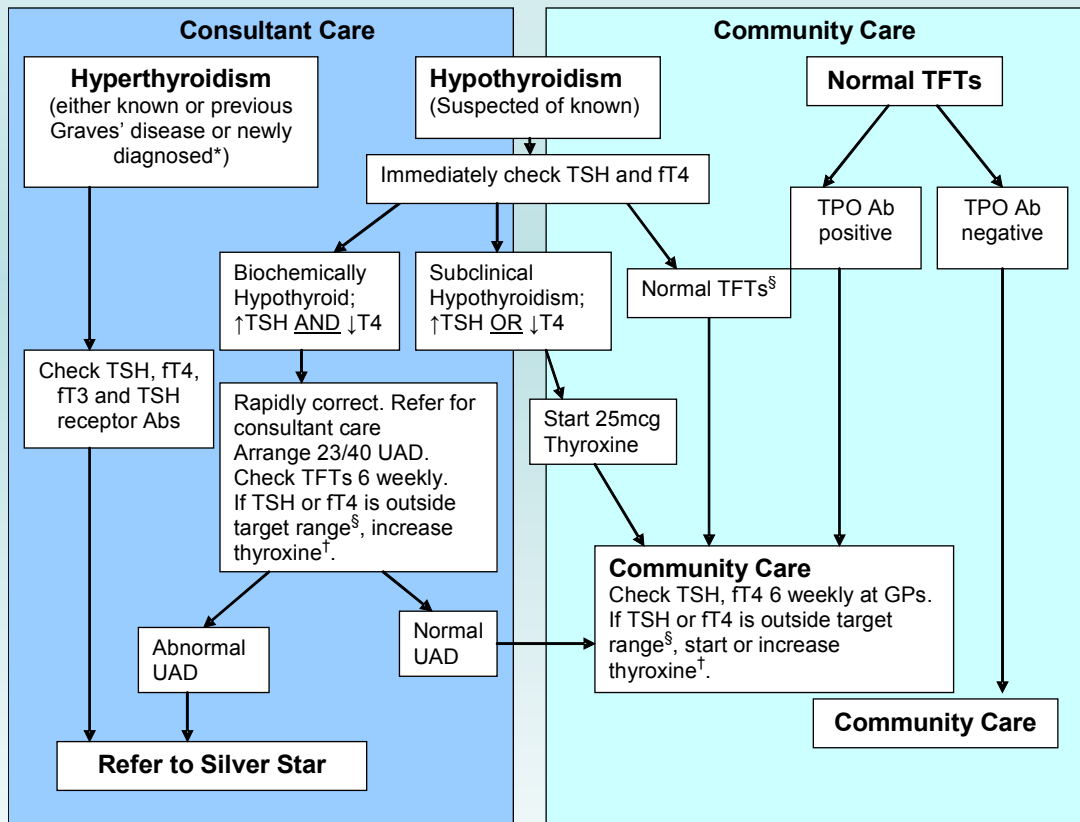 Consultant Care
Community Care
Hyperthyroidism
(either known or previous
Graves' disease or newly
diagnosed*)
Hypothyroidism
(Suspected of known)
Normal TFTs
Immediately check TSH and fT4
TPO Ab
positive
TPO Ab
negative
Biochemically
Hypothyroid;
↑TSH AND ↓T4
Subclinical
Hypothyroidism;
↑TSH OR ↓T4
Normal TFTs§
Check TSH, fT4,
fT3 and TSH
receptor Abs
Rapidly correct. Refer for
consultant care
Arrange 23/40 UAD.
Check TFTs 6 weekly.
If TSH or fT4 is outside
target range§, increase
thyroxine†.
Start 25mcg
Thyroxine
Community Care
Check TSH, fT4 6 weekly at GPs.
If TSH or fT4 is outside target
range§, start or increase
thyroxine†.
Abnormal
UAD
Normal
UAD
Community Care
Refer to Silver Star